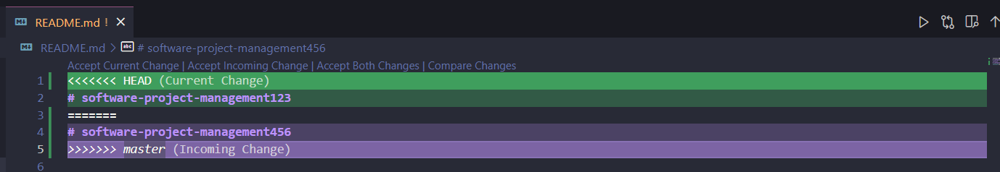 README.md ! ×
README.md > abc # software-project-management456
Accept Current Change | Accept Incoming Change | Accept Both Changes | Compare Changes
1 <<<<<<< HEAD (Current Change)
2 # software-project-management123
3 =======
4 # software-project-management456
5 >>>>>>> master (Incoming Change)
6